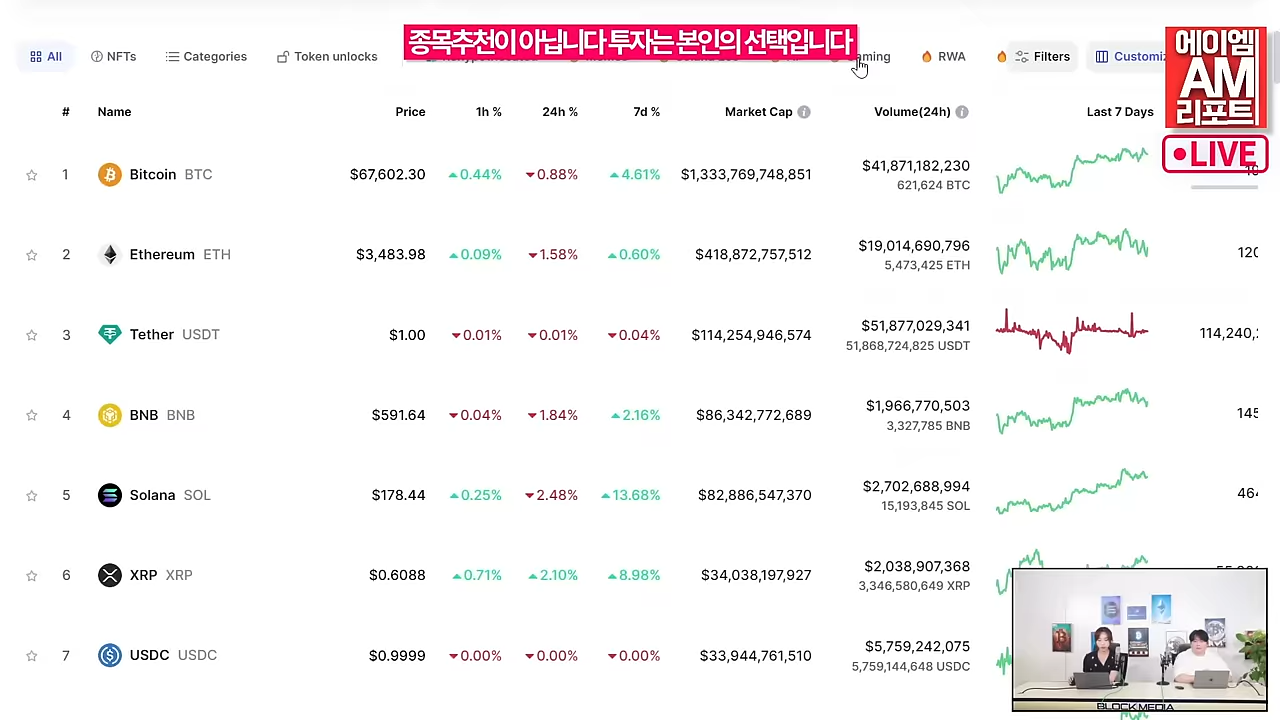 종목추천이 아닙니다 투자는 본인의 선택입니다
All NFTs Categories Token unlocks RWA Filters
에이엠
AM
리포트
LIVE
# Name Price 1h % 24h % 7d % Market Cap Volume(24h) Last 7 Days
1 Bitcoin BTC $67,602.30 0.44% 0.88% 4.61% $1,333,769,748,851 $41,871,182,230
621,624 BTC
2 Ethereum ETH $3,483.98 0.09% 1.58% 0.60% $418,872,757,512 $19,014,690,796
5,473,425 ETH
3 Tether USDT $1.00 0.01% 0.01% 0.04% $114,254,946,574 $51,877,029,341
51,868,724,825 USDT
4 BNB BNB $591.64 0.04% 1.84% 2.16% $86,342,772,689 $1,966,770,503
3,327,785 BNB
5 Solana SOL $178.44 0.25% 2.48% 13.68% $82,886,547,370 $2,702,688,994
15,193,845 SOL
6 XRP XRP $0.6088 0.71% 2.10% 8.98% $34,038,197,927 $2,038,907,368
3,346,580,649 XRP
7 USDC USDC $0.9999 0.00% 0.00% 0.00% $33,944,761,510 $5,759,242,075
5,759,144,648 USDC
BLOCKMEDIA